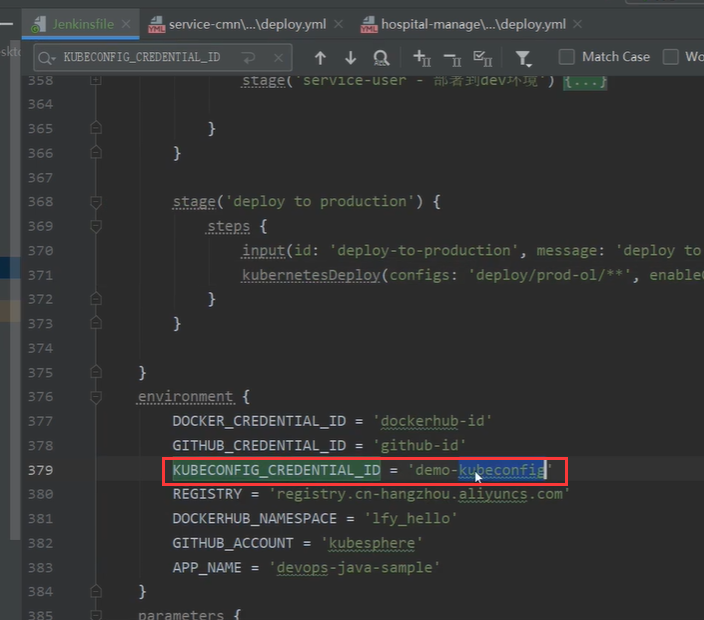 Jenkinsfile
service-cmn\...\deploy.yml
hospital-manage\...\deploy.yml
KUBECONFIG_CREDENTIAL_ID
Match Case
358 stage('service-user - 部署到dev环境') {...}
364
365 }
366 }
367
368 stage('deploy to production') {
369 steps {
370 input(id: 'deploy-to-production', message: 'deploy to
371 kubernetesDeploy(configs: 'deploy/prod-ol/**', enable
372 }
373 }
374
375 }
376 environment {
377 DOCKER_CREDENTIAL_ID = 'dockerhub-id'
378 GITHUB_CREDENTIAL_ID = 'github-id'
379 KUBECONFIG_CREDENTIAL_ID = 'demo-kubeconfig'
380 REGISTRY = 'registry.cn-hangzhou.aliyuncs.com'
381 DOCKERHUB_NAMESPACE = 'lfy_hello'
382 GITHUB_ACCOUNT = 'kubesphere'
383 APP_NAME = 'devops-java-sample'
384 }
385 parameters {